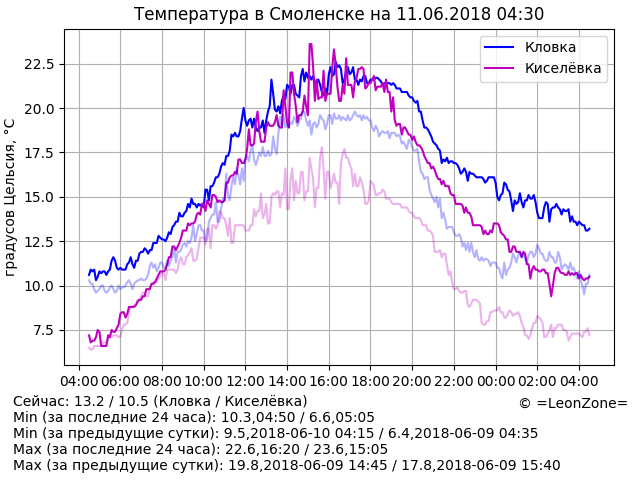 Температура в Смоленске на 11.06.2018 04:30
Кловка
Киселёвка
градусов Цельсия, °C
22.5
20.0
17.5
15.0
12.5
10.0
7.5
04:00 06:00 08:00 10:00 12:00 14:00 16:00 18:00 20:00 22:00 00:00 02:00 04:00
Сейчас: 13.2 / 10.5 (Кловка / Киселёвка)
© =LeonZone=
Min (за последние 24 часа): 10.3,04:50 / 6.6,05:05
Min (за предыдущие сутки): 9.5,2018-06-10 04:15 / 6.4,2018-06-09 04:35
Max (за последние 24 часа): 22.6,16:20 / 23.6,15:05
Max (за предыдущие сутки): 19.8,2018-06-09 14:45 / 17.8,2018-06-09 15:40